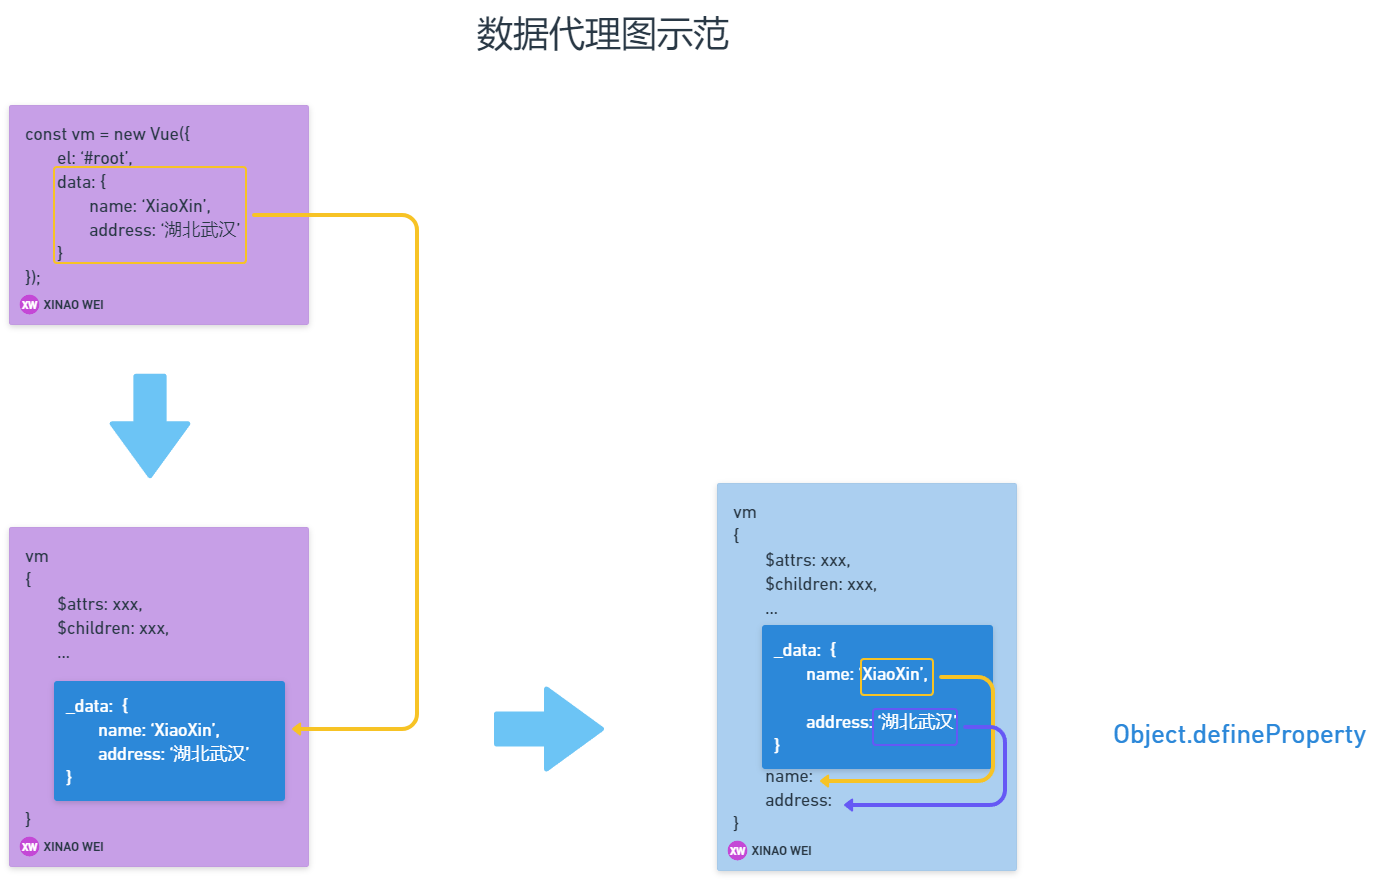 数据代理图示范
const vm = new Vue({
el: ‘#root’,
data: {
name: ‘XiaoXin’,
address: ‘湖北武汉’
}
});
XW XINAO WEI
vm
{
$attrs: xxx,
$children: xxx,
...
_data: {
name: ‘XiaoXin’,
address: ‘湖北武汉’
}
}
XW XINAO WEI
vm
{
$attrs: xxx,
$children: xxx,
...
_data: {
name: ‘XiaoXin’,
address: ‘湖北武汉’
}
name:
address:
}
XW XINAO WEI
Object.defineProperty